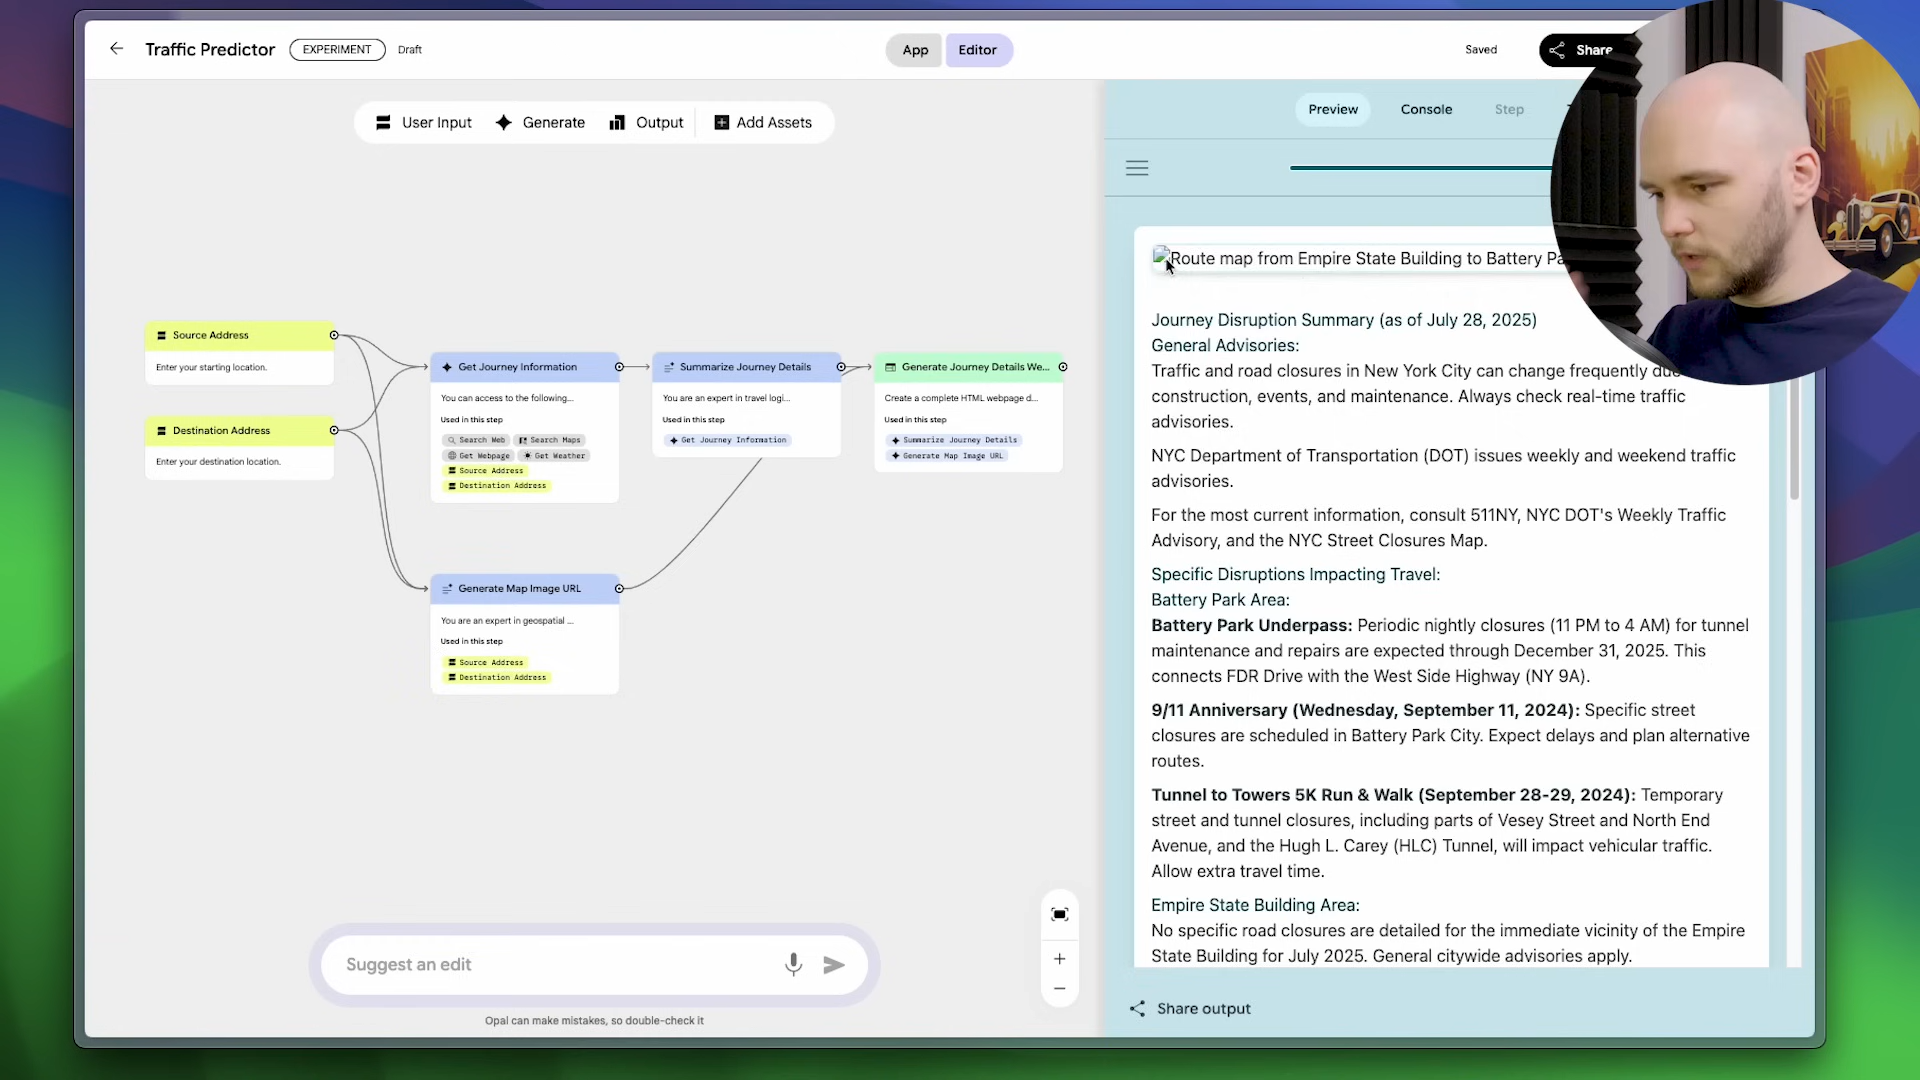 Traffic Predictor
EXPERIMENT
Draft
App
Editor
Saved
Share
User Input
Generate
Output
Add Assets
Preview
Console
Step
Source Address
Enter your starting location.
Destination Address
Enter your destination location.
Get Journey Information
You can access to the following...
Used in this step
Search Web
Search Maps
Get Webpage
Get Weather
Source Address
Destination Address
Summarize Journey Details
You are an expert in travel logi...
Used in this step
Get Journey Information
Generate Journey Details We...
Create a complete HTML webpage d...
Used in this step
Summarize Journey Details
Generate Map Image URL
Generate Map Image URL
You are an expert in geospatial ...
Used in this step
Source Address
Destination Address
Suggest an edit
Opal can make mistakes, so double-check it
Route map from Empire State Building to Battery
Journey Disruption Summary (as of July 28, 2025)
General Advisories:
Traffic and road closures in New York City can change frequently
construction, events, and maintenance. Always check real-time traffic
advisories.
NYC Department of Transportation (DOT) issues weekly and weekend traffic
advisories.
For the most current information, consult 511NY, NYC DOT's Weekly Traffic
Advisory, and the NYC Street Closures Map.
Specific Disruptions Impacting Travel:
Battery Park Area:
Battery Park Underpass: Periodic nightly closures (11 PM to 4 AM) for tunnel
maintenance and repairs are expected through December 31, 2025. This
connects FDR Drive with the West Side Highway (NY 9A).
9/11 Anniversary (Wednesday, September 11, 2024): Specific street
closures are scheduled in Battery Park City. Expect delays and plan alternative
routes.
Tunnel to Towers 5K Run & Walk (September 28-29, 2024): Temporary
street and tunnel closures, including parts of Vesey Street and North End
Avenue, and the Hugh L. Carey (HLC) Tunnel, will impact vehicular traffic.
Allow extra travel time.
Empire State Building Area:
No specific road closures are detailed for the immediate vicinity of the Empire
State Building for July 2025. General citywide advisories apply.
Share output